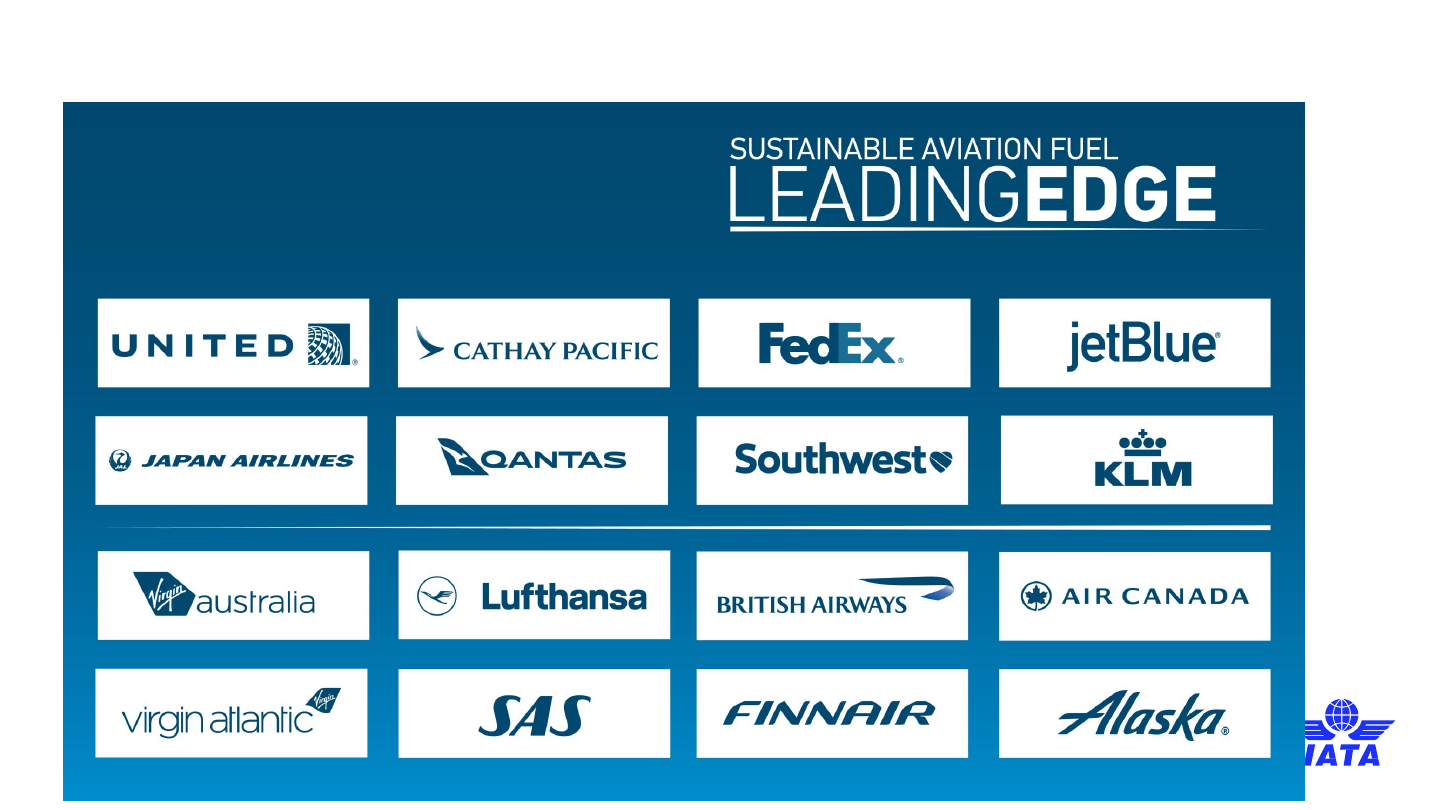 SUSTAINABLE AVIATION FUEL
LEADINGEDGE
UNITED ®
CATHAY PACIFIC
FedEx ®
jetBlue®
JAL JAPAN AIRLINES
QANTAS
Southwest
KLM
Virgin australia
Lufthansa
BRITISH AIRWAYS
AIR CANADA
virgin atlantic Virgin
SAS
FINNAIR
Alaska®
IATA